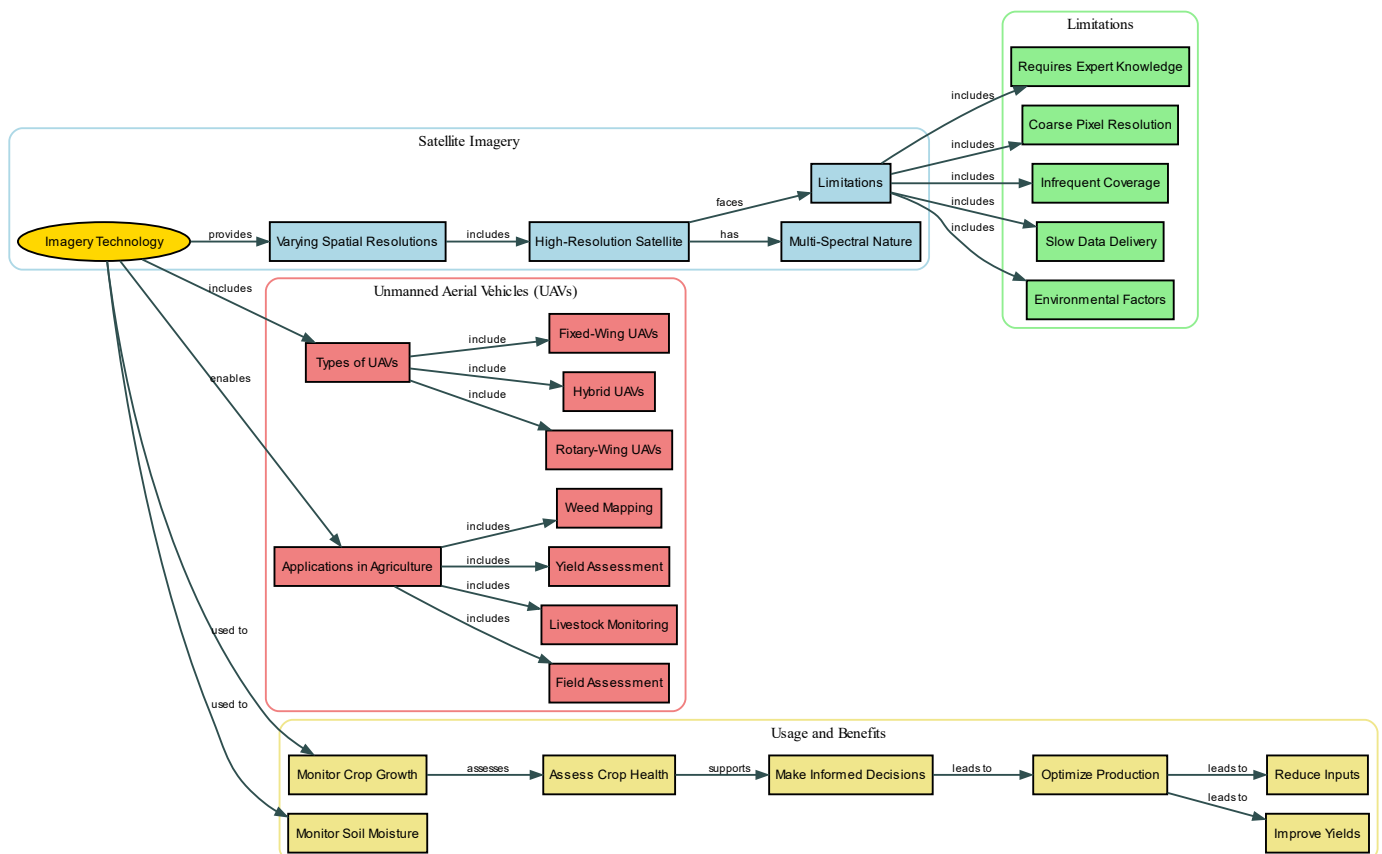 Limitations
Requires Expert Knowledge
includes
Coarse Pixel Resolution
Satellite Imagery
includes
Limitations
includes
Infrequent Coverage
faces
includes
Imagery Technology
provides
Varying Spatial Resolutions
includes
High-Resolution Satellite
has
Multi-Spectral Nature
includes
Slow Data Delivery
Environmental Factors
includes
Unmanned Aerial Vehicles (UAVs)
Fixed-Wing UAVs
include
Types of UAVs
include
enables
Hybrid UAVs
include
Rotary-Wing UAVs
Weed Mapping
includes
Applications in Agriculture
includes
Yield Assessment
includes
Livestock Monitoring
includes
used to
Field Assessment
used to
Usage and Benefits
Monitor Crop Growth
assesses
Assess Crop Health
supports
Make Informed Decisions
leads to
Optimize Production
leads to
Reduce Inputs
leads to
Monitor Soil Moisture
Improve Yields